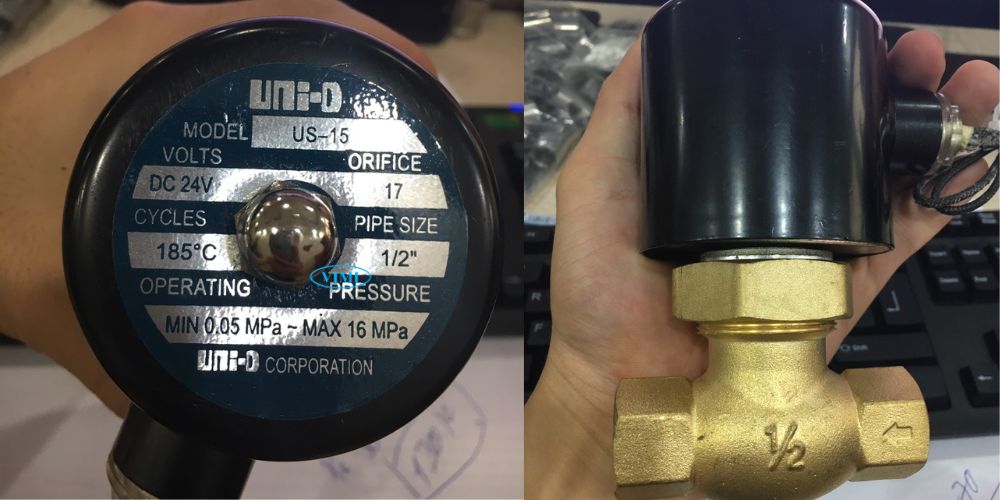 UNI-D
MODEL US-15
VOLTS ORIFICE
DC 24V 17
CYCLES PIPE SIZE
185°C 1/2"
OPERATING PRESSURE
MIN 0.05 MPa ~ MAX 16 MPa
UNI-D CORPORATION
1/2